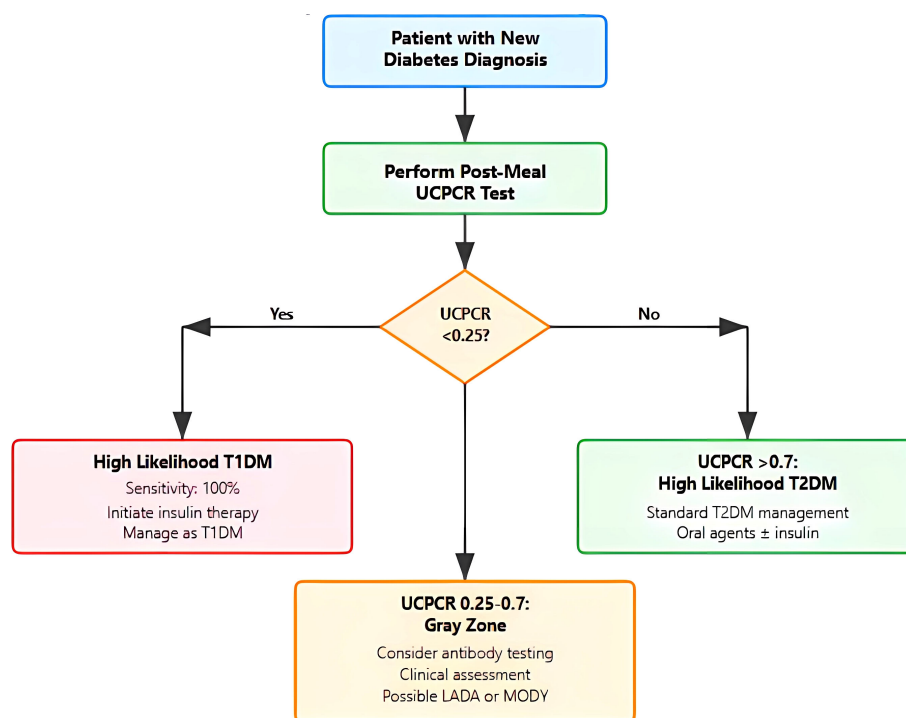 Patient with New
Diabetes Diagnosis
Perform Post-Meal
UCPCR Test
UCPCR
<0.25?
Yes
No
High Likelihood T1DM
Sensitivity: 100%
Initiate insulin therapy
Manage as T1DM
UCPCR >0.7:
High Likelihood T2DM
Standard T2DM management
Oral agents ± insulin
UCPCR 0.25-0.7:
Gray Zone
Consider antibody testing
Clinical assessment
Possible LADA or MODY